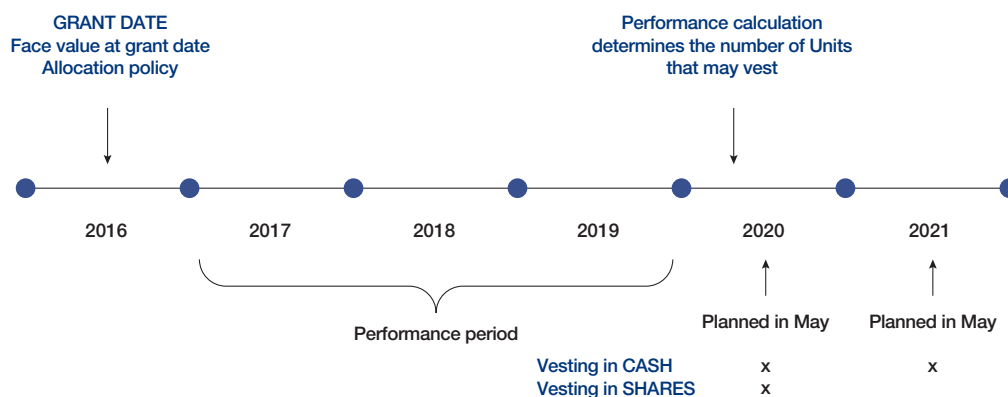 GRANT DATE
Face value at grant date
Allocation policy
Performance calculation
determines the number of Units
that may vest
2016 2017 2018 2019 2020 2021
Performance period
Planned in May Planned in May
Vesting in CASH x x
Vesting in SHARES x